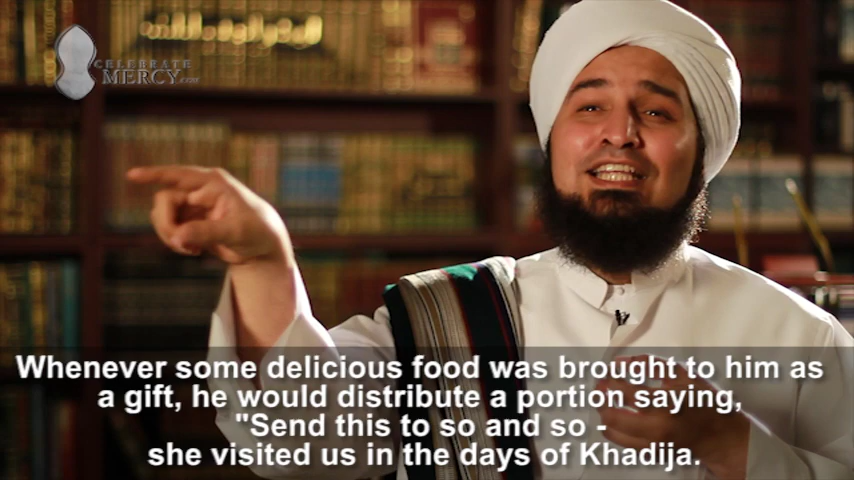 CELEBRATE
MERCY.COM
Whenever some delicious food was brought to him as
a gift, he would distribute a portion saying,
"Send this to so and so -
she visited us in the days of Khadija.